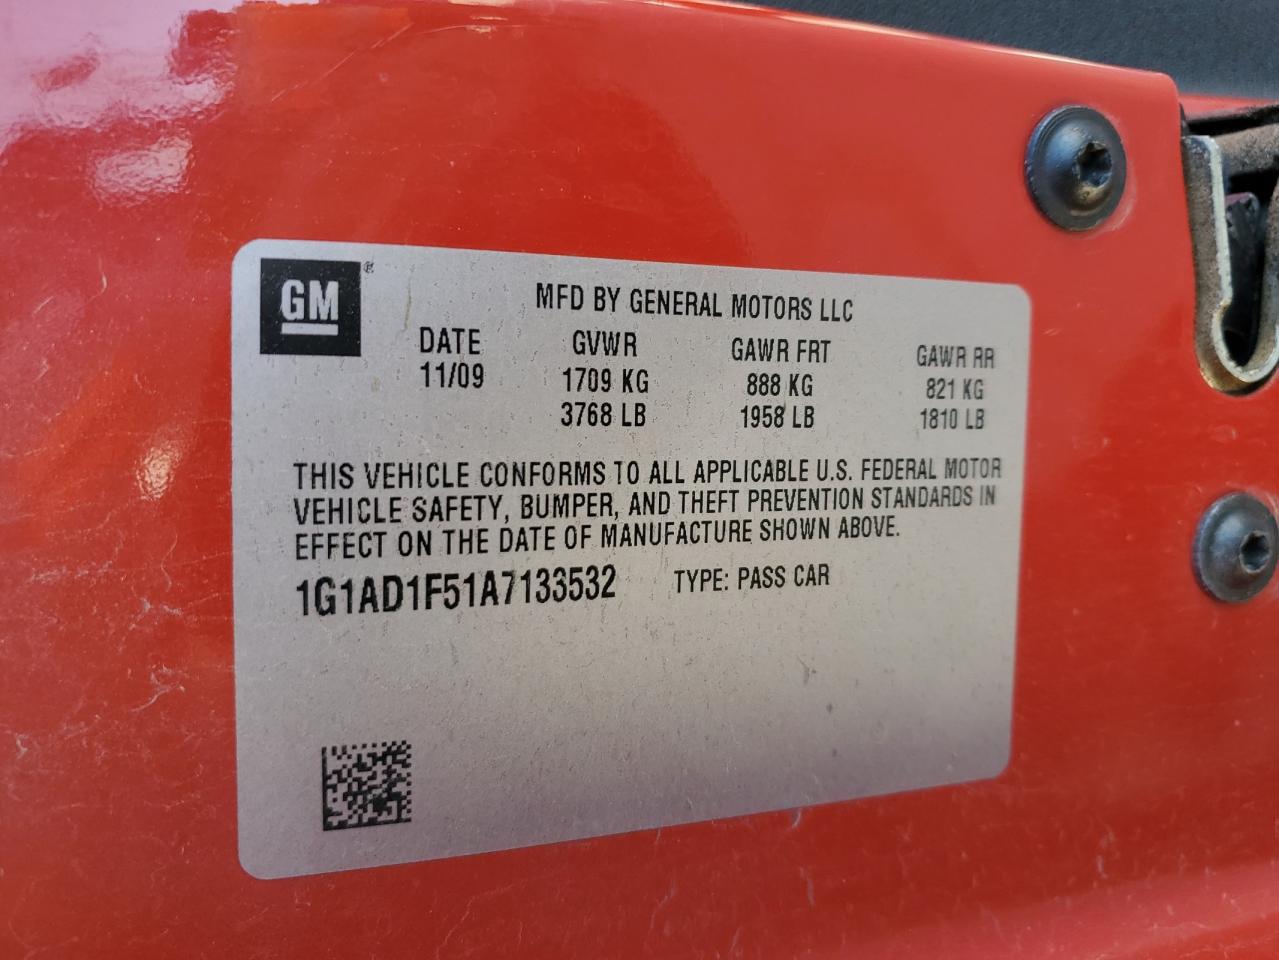 GM®
MFD BY GENERAL MOTORS LLC
DATE GVWR GAWR FRT GAWR RR
11/09 1709 KG 888 KG 821 KG
3768 LB 1958 LB 1810 LB
THIS VEHICLE CONFORMS TO ALL APPLICABLE U.S. FEDERAL MOTOR
VEHICLE SAFETY, BUMPER, AND THEFT PREVENTION STANDARDS IN
EFFECT ON THE DATE OF MANUFACTURE SHOWN ABOVE.
1G1AD1F51A7133532 TYPE: PASS CAR